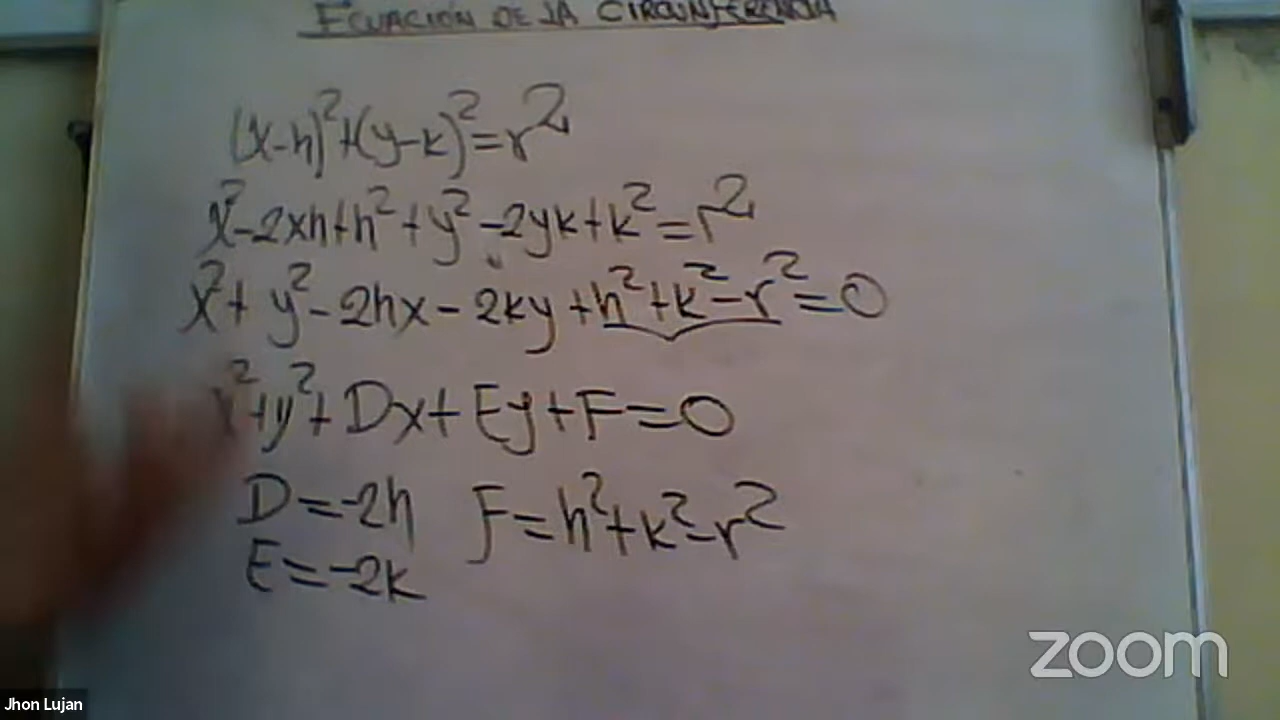 ECUACIÓN DE LA CIRCUNFERENCIA
(x-h)²+(y-k)²=r²
x²-2xh+h²+y²-2yk+k²=r²
x²+y²-2hx-2ky+h²+k²-r²=0
x²+y²+Dx+Ey+F=0
D=-2h F=h²+k²-r²
E=-2k
zoom
Jhon Lujan